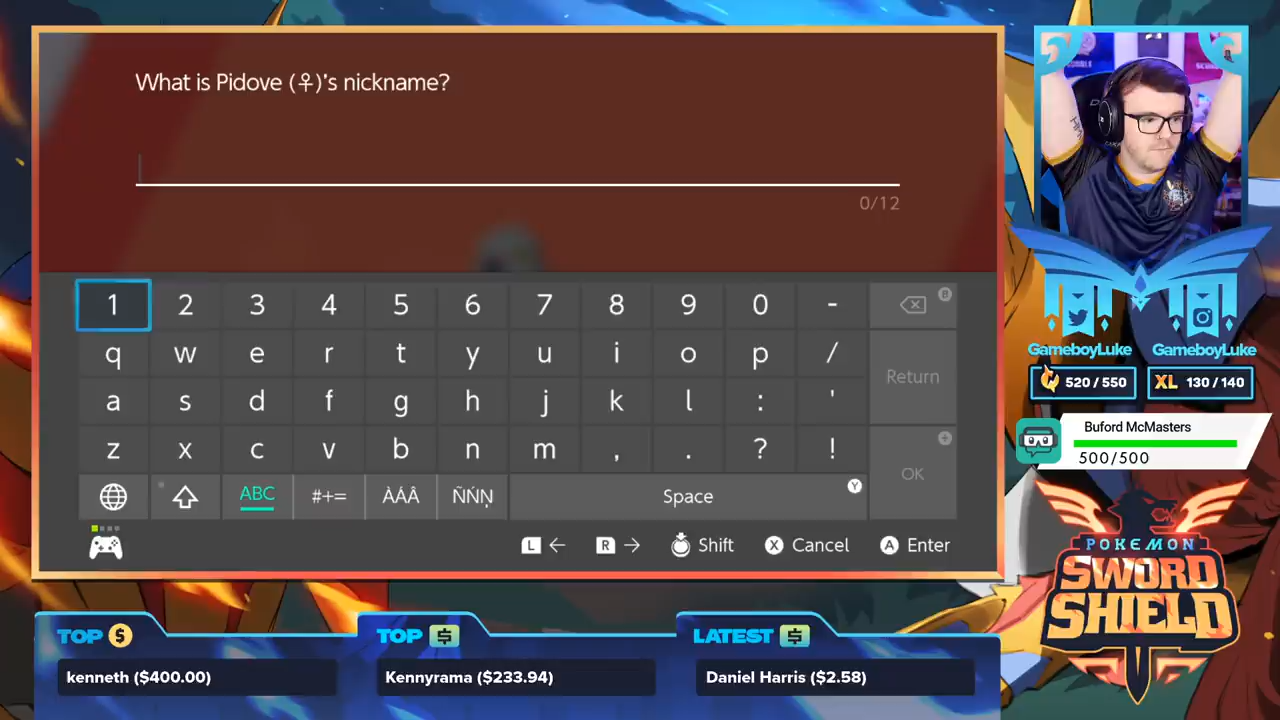 What is Pidove (♀)'s nickname?
0/12
1 2 3 4 5 6 7 8 9 0 -
q w e r t y u i o p /
Return
a s d f g h j k l : '
z x c v b n m , . ? !
OK
ABC #+= ÀÁÂ ÑŃŅ Space Y
L ← R → Shift X Cancel A Enter
GameboyLuke GameboyLuke
520 / 550 XL 130 / 140
Buford McMasters
500/500
POKEMON
SWORD
SHIELD
TOP $ TOP $ LATEST $
kenneth ($400.00) Kennyrama ($233.94) Daniel Harris ($2.58)